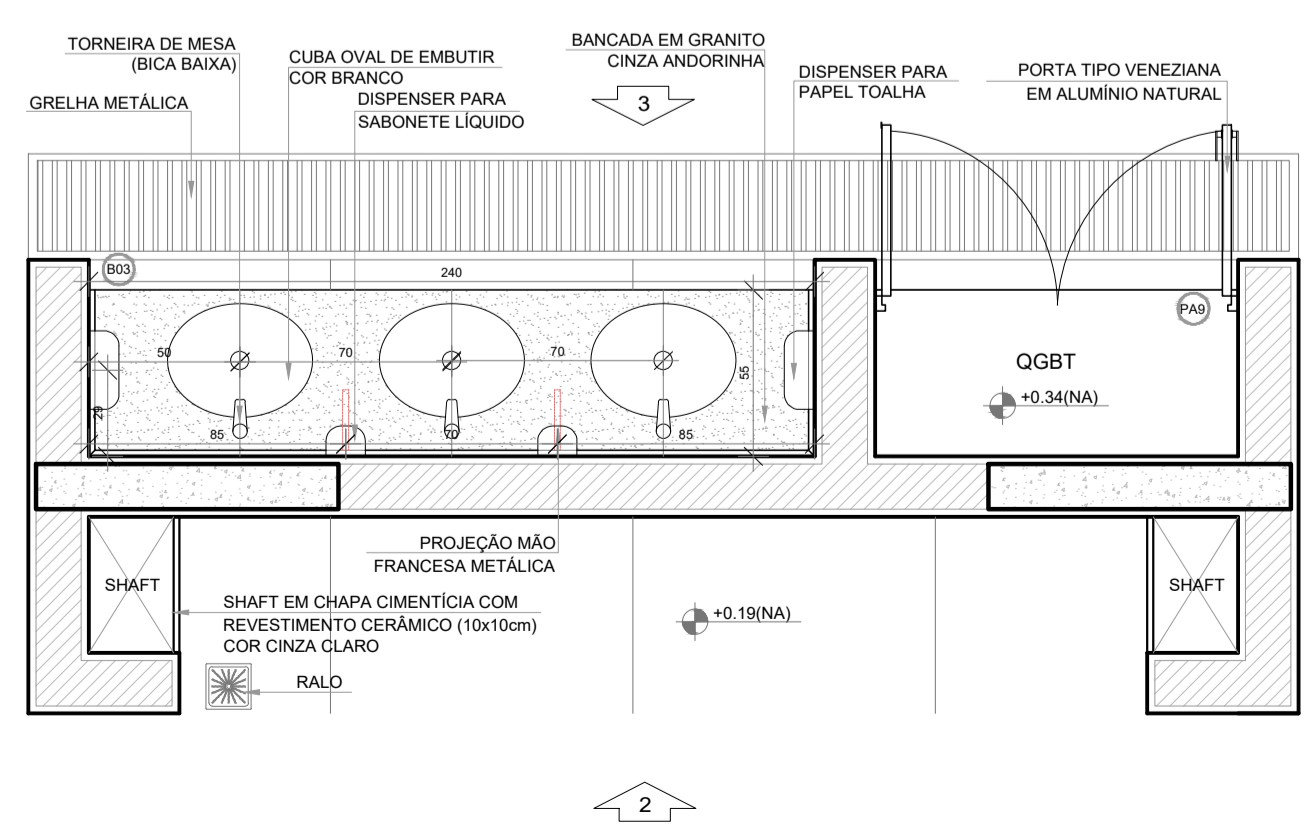 TORNEIRA DE MESA
(BICA BAIXA)
CUBA OVAL DE EMBUTIR
COR BRANCO
BANCADA EM GRANITO
CINZA ANDORINHA
DISPENSER PARA
PAPEL TOALHA
PORTA TIPO VENEZIANA
EM ALUMÍNIO NATURAL
GRELHA METÁLICA
DISPENSER PARA
SABONETE LÍQUIDO
3
B03
240
PA9
50
70
70
55
QGBT
+0.34(NA)
29
85
70
85
PROJEÇÃO MÃO
FRANCESA METÁLICA
SHAFT
SHAFT
SHAFT EM CHAPA CIMENTÍCIA COM
REVESTIMENTO CERÂMICO (10x10cm)
COR CINZA CLARO
+0.19(NA)
RALO
2